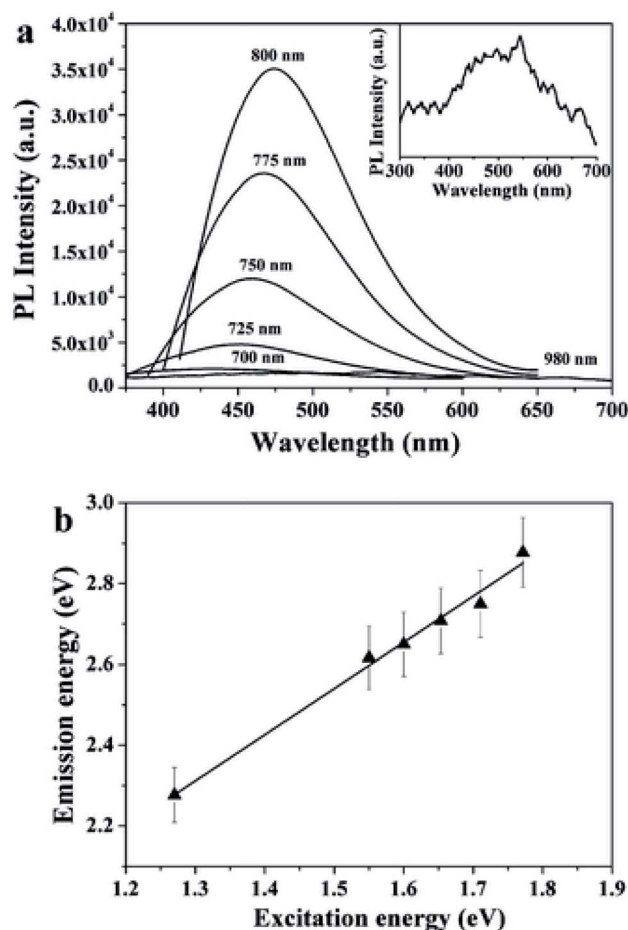 a
PL Intensity (a.u.)
4.0x10⁴
3.5x10⁴
3.0x10⁴
2.5x10⁴
2.0x10⁴
1.5x10⁴
1.0x10⁴
5.0x10³
0.0
800 nm
775 nm
750 nm
725 nm
700 nm
980 nm
400 450 500 550 600 650 700
Wavelength (nm)
PL Intensity (a.u.)
300 400 500 600 700
Wavelength (nm)
b
Emission energy (eV)
3.0
2.8
2.6
2.4
2.2
1.2 1.3 1.4 1.5 1.6 1.7 1.8 1.9
Excitation energy (eV)